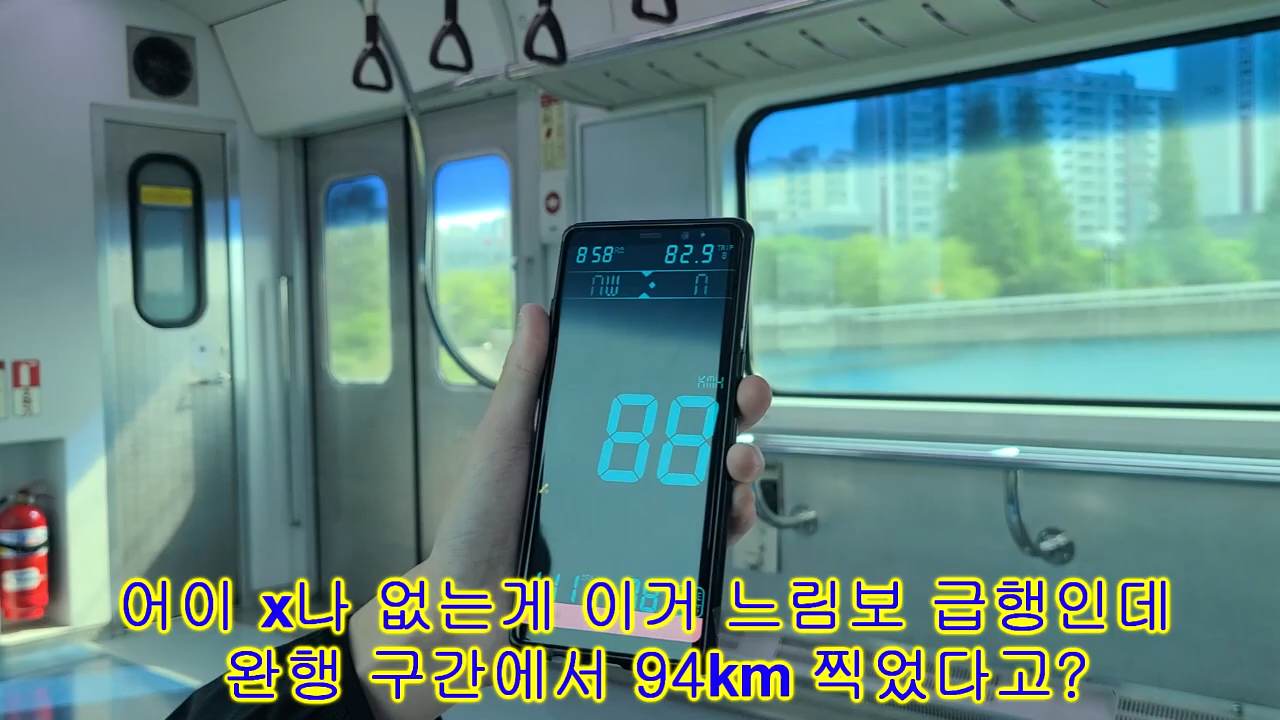 858 82.9 TRIP
NW N
KMH
88
어이 x나 없는게 이거 느림보 급행인데
완행 구간에서 94km 찍었다고?